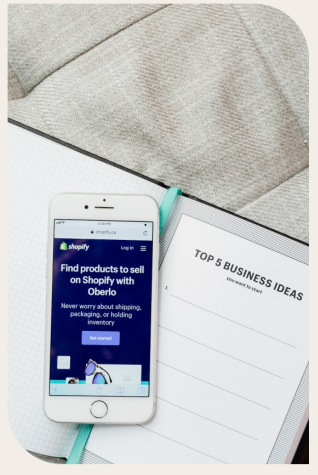 shopify.ca
shopify
Log in
Find products to sell
on Shopify with
Oberlo
Never worry about shipping,
packaging, or holding
inventory
Get started
TOP 5 BUSINESS IDEAS
you want to start
1.